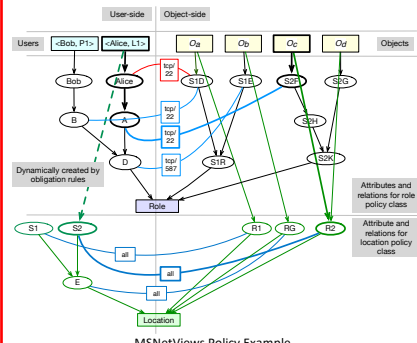 User-side Object-side
Users <Bob, P1> <Alice, L1> Oa Ob Oc Od Objects
tcp/
22
Bob Alice S1D S1E S2F S2G
tcp/
22
B A tcp/
22
S2H
D tcp/
587
S1R S2K
Dynamically created by
obligation rules
Attributes and
relations for role
policy class
Role
Attribute and
relations for
location policy
class
S1 S2 R1 RG R2
all
all
E all
Location
MSNetViews Policy Example